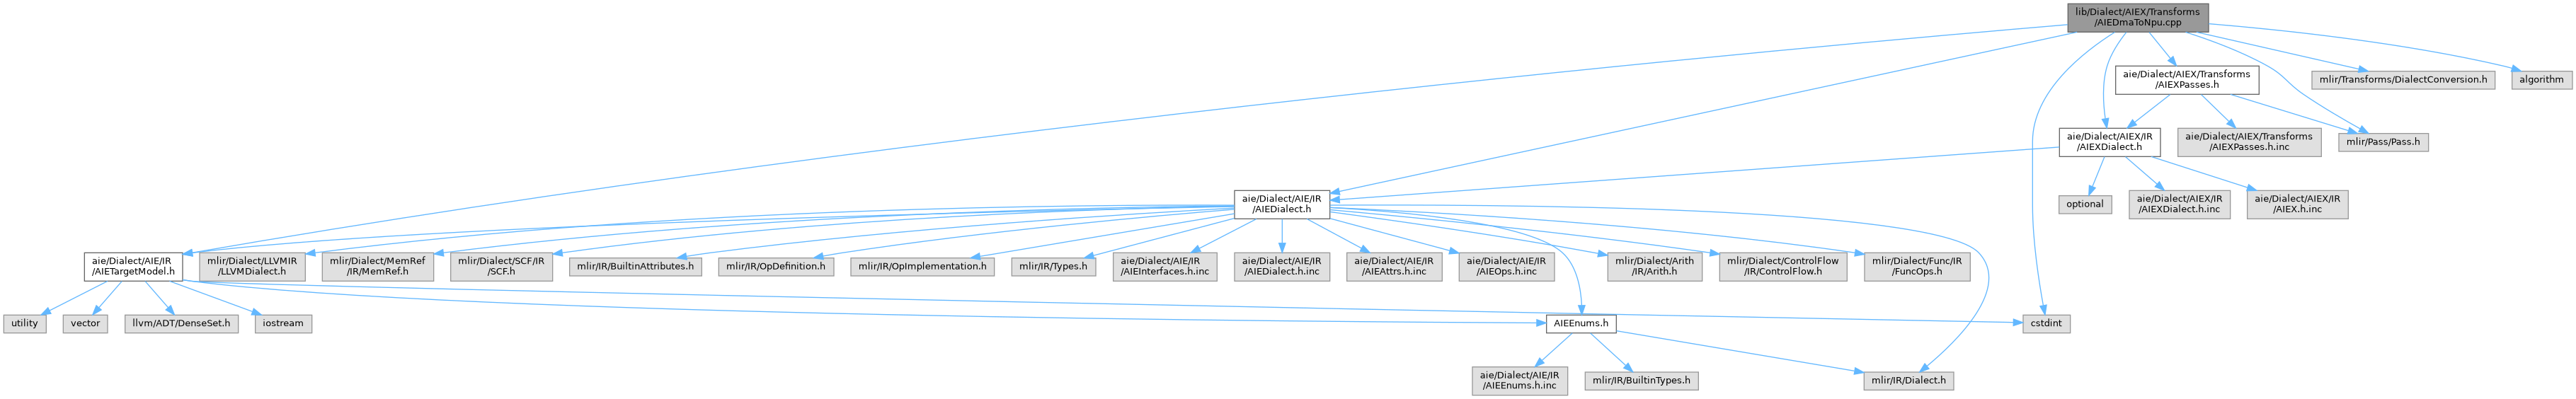 lib/Dialect/AIEX/Transforms
/AIEDmaToNpu.cpp
aie/Dialect/AIEX/Transforms
/AIEXPasses.h
mlir/Transforms/DialectConversion.h
algorithm
aie/Dialect/AIEX/IR
/AIEXDialect.h
aie/Dialect/AIEX/Transforms
/AIEXPasses.h.inc
mlir/Pass/Pass.h
aie/Dialect/AIE/IR
/AIEDialect.h
optional
aie/Dialect/AIEX/IR
/AIEXDialect.h.inc
aie/Dialect/AIEX/IR
/AIEX.h.inc
aie/Dialect/AIE/IR
/AIETargetModel.h
mlir/Dialect/LLVMIR
/LLVMDialect.h
mlir/Dialect/MemRef
/IR/MemRef.h
mlir/Dialect/SCF/IR
/SCF.h
mlir/IR/BuiltinAttributes.h
mlir/IR/OpDefinition.h
mlir/IR/OpImplementation.h
mlir/IR/Types.h
aie/Dialect/AIE/IR
/AIEInterfaces.h.inc
aie/Dialect/AIE/IR
/AIEDialect.h.inc
aie/Dialect/AIE/IR
/AIEAttrs.h.inc
aie/Dialect/AIE/IR
/AIEOps.h.inc
mlir/Dialect/Arith
/IR/Arith.h
mlir/Dialect/ControlFlow
/IR/ControlFlow.h
mlir/Dialect/Func/IR
/FuncOps.h
utility
vector
llvm/ADT/DenseSet.h
iostream
AIEEnums.h
cstdint
aie/Dialect/AIE/IR
/AIEEnums.h.inc
mlir/IR/BuiltinTypes.h
mlir/IR/Dialect.h